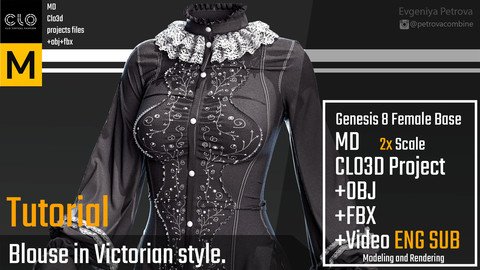 CLO
MD
Clo3d
projects files
+obj+fbx
Evgeniya Petrova
@petrovacombine
M
Genesis 8 Female Base
MD 2x Scale
CLO3D Project
+OBJ
+FBX
+Video ENG SUB
Modeling and Rendering
Tutorial
Blouse in Victorian style.